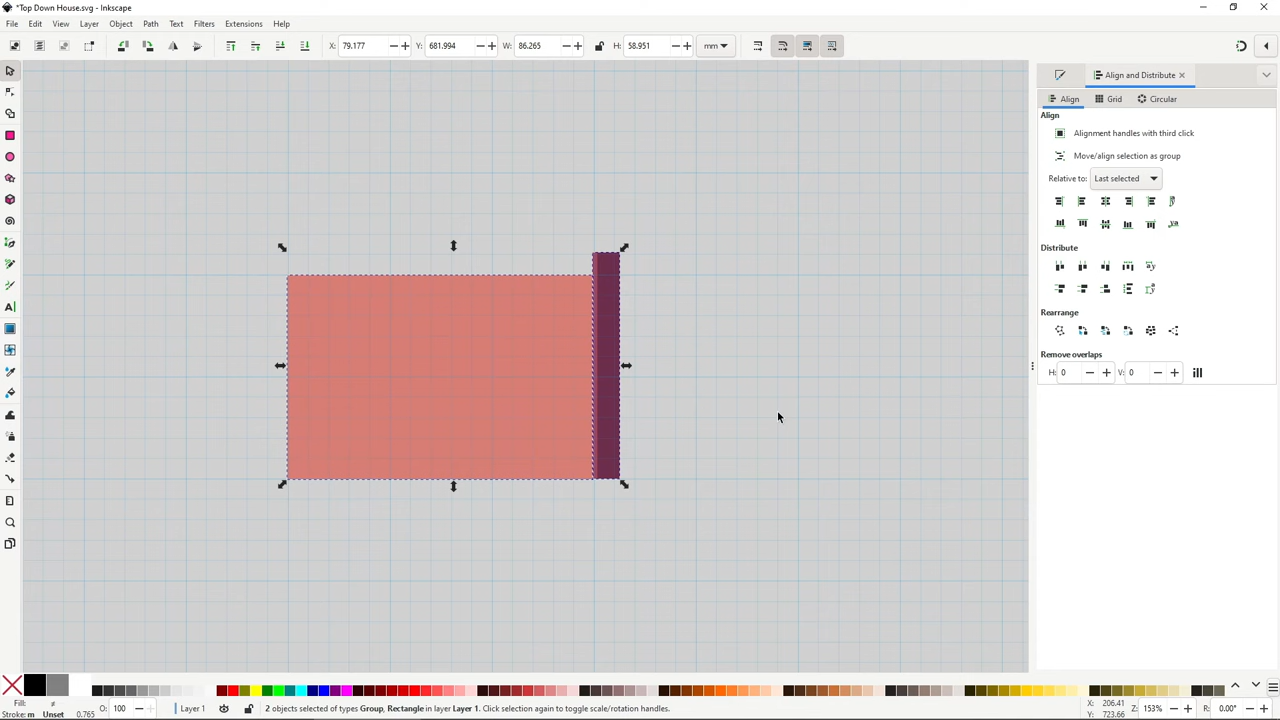 *Top Down House.svg - Inkscape
File Edit View Layer Object Path Text Filters Extensions Help
X: 79.177 Y: 681.994 W: 86.265 H: 58.951 mm
Align and Distribute
Align Grid Circular
Align
Alignment handles with third click
Move/align selection as group
Relative to: Last selected
Distribute
Rearrange
Remove overlaps
H: 0 V: 0
Fill: ≠
Stroke: m Unset 0.765
O: 100
Layer 1
2 objects selected of types Group, Rectangle in layer Layer 1. Click selection again to toggle scale/rotation handles.
X: 206.41
Y: 723.66
Z: 153%
R: 0.00°